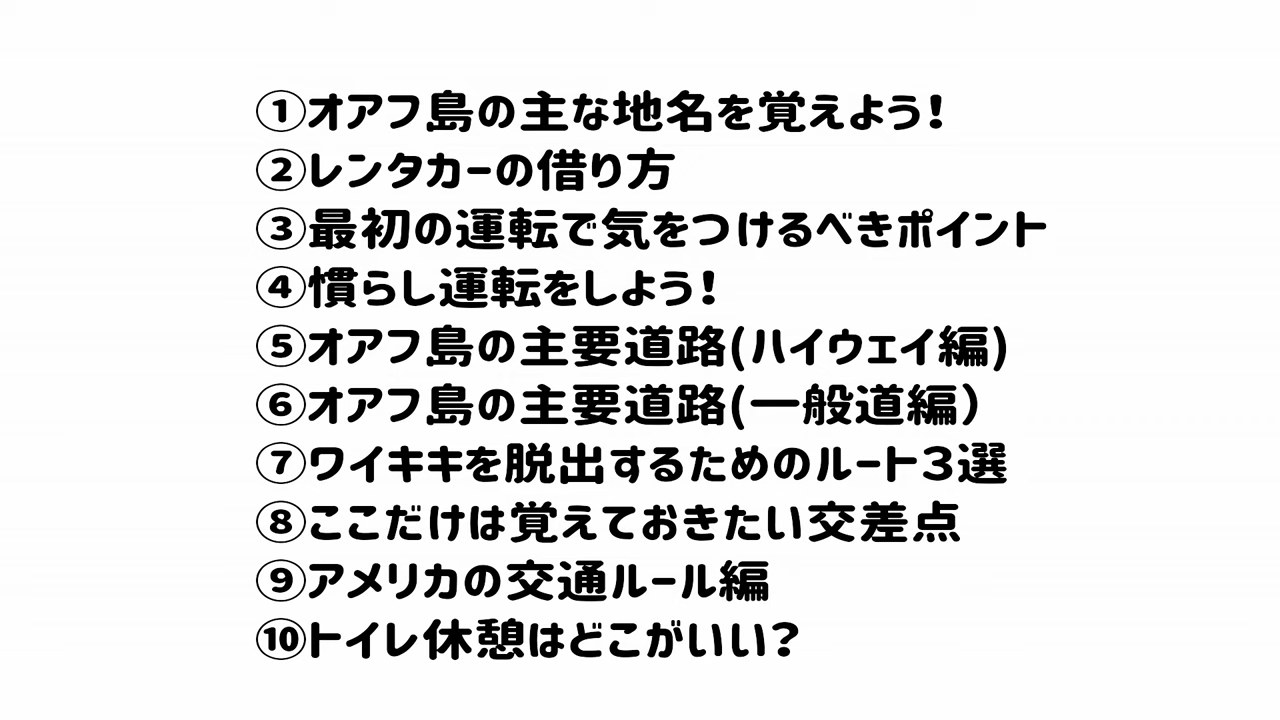 ①オアフ島の主な地名を覚えよう！
②レンタカーの借り方
③最初の運転で気をつけるべきポイント
④慣らし運転をしよう！
⑤オアフ島の主要道路(ハイウェイ編)
⑥オアフ島の主要道路(一般道編）
⑦ワイキキを脱出するためのルート3選
⑧ここだけは覚えておきたい交差点
⑨アメリカの交通ルール編
⑩トイレ休憩はどこがいい？